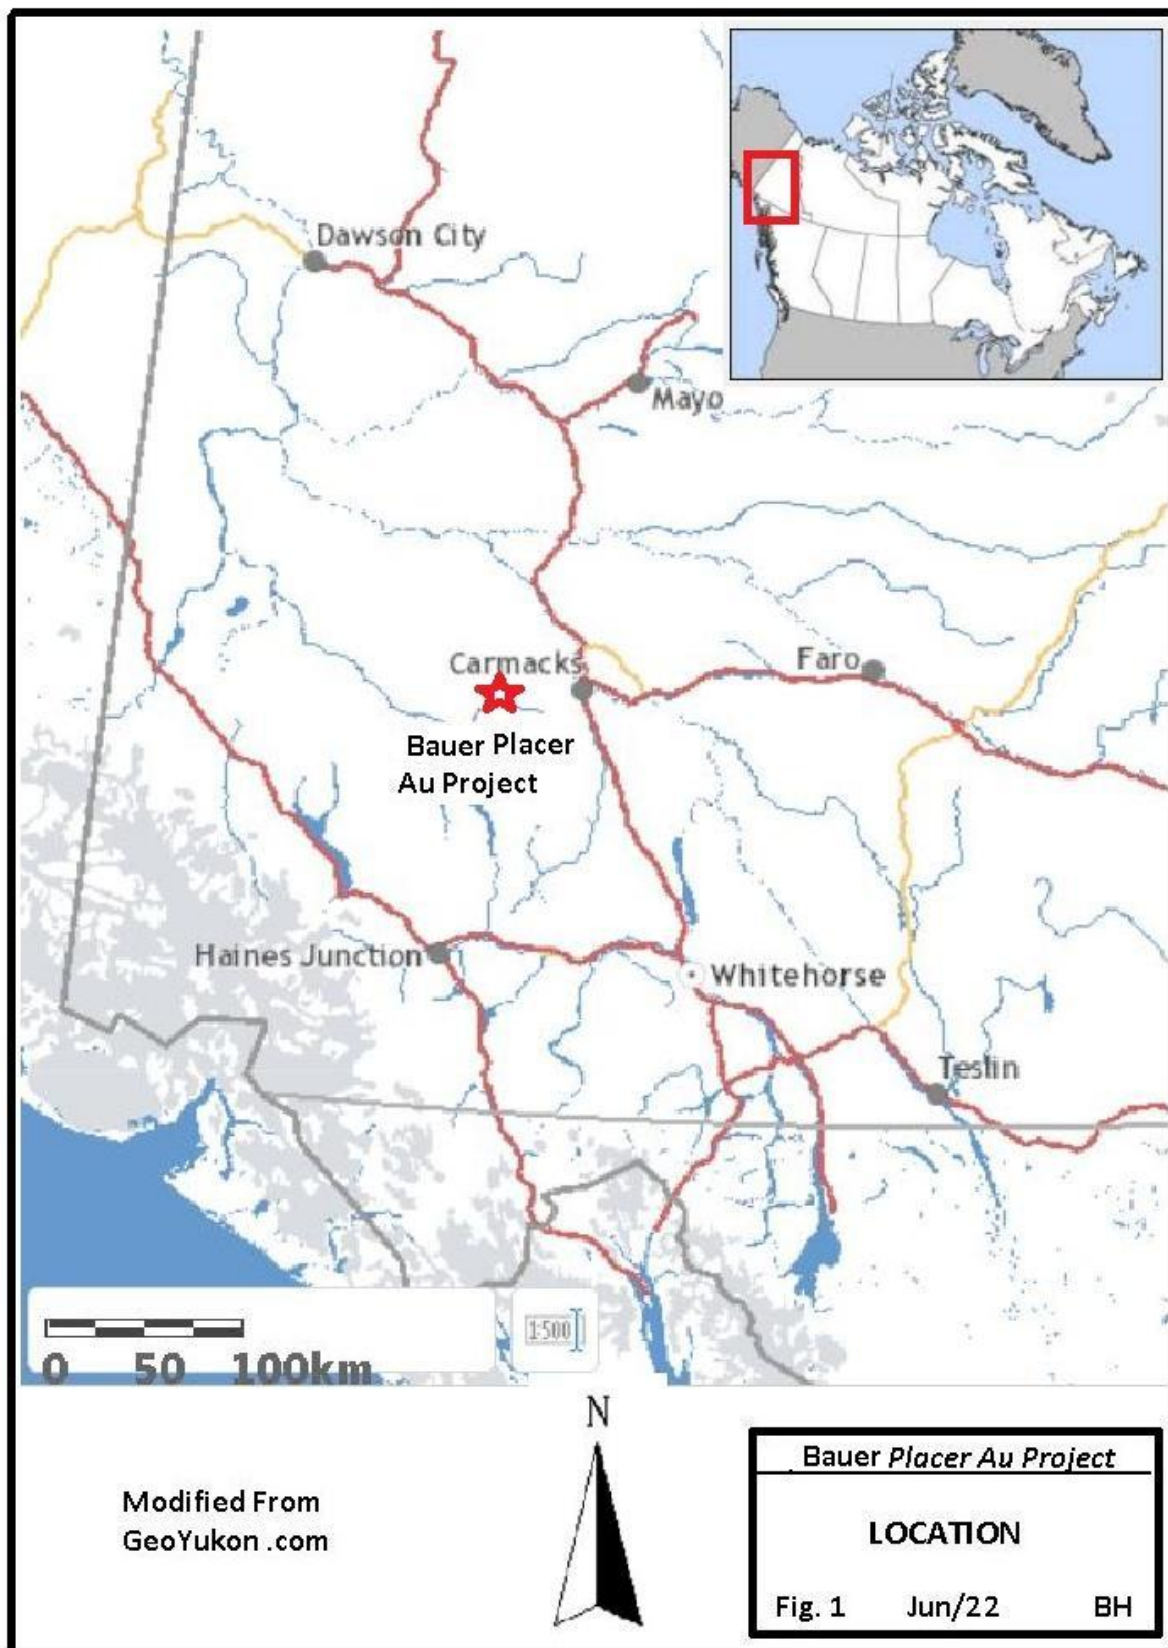 Dawson City
Mayo
Carmacks
Faro
Bauer Placer
Au Project
Haines Junction
Whitehorse
Teslin
1:500
0 50 100km
N
Modified From
GeoYukon .com
Bauer Placer Au Project
LOCATION
Fig. 1 Jun/22 BH